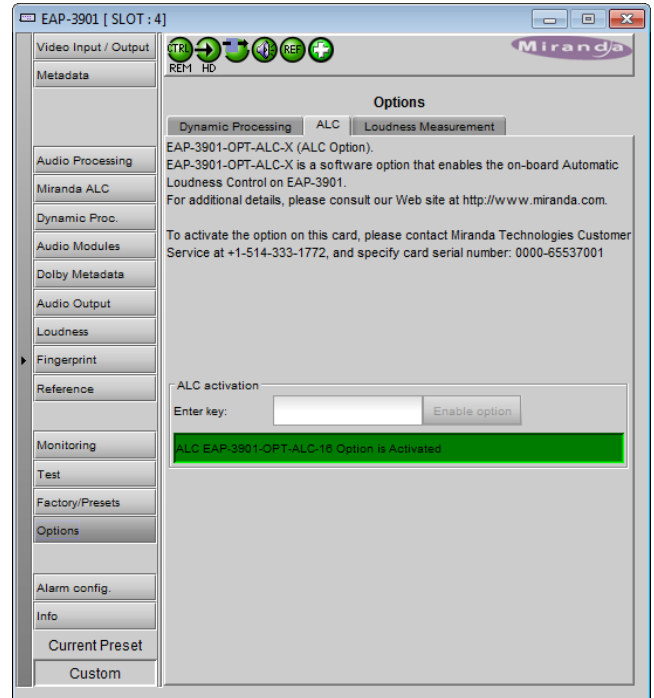 EAP-3901 [ SLOT : 4]
Video Input / Output
Metadata
Audio Processing
Miranda ALC
Dynamic Proc.
Audio Modules
Dolby Metadata
Audio Output
Loudness
Fingerprint
Reference
Monitoring
Test
Factory/Presets
Options
Alarm config.
Info
Current Preset
Custom
CTRL
REF
REM HD
Miranda
Options
Dynamic Processing ALC Loudness Measurement
EAP-3901-OPT-ALC-X (ALC Option).
EAP-3901-OPT-ALC-X is a software option that enables the on-board Automatic
Loudness Control on EAP-3901.
For additional details, please consult our Web site at http://www.miranda.com.
To activate the option on this card, please contact Miranda Technologies Customer
Service at +1-514-333-1772, and specify card serial number: 0000-65537001
ALC activation
Enter key:
Enable option
ALC EAP-3901-OPT-ALC-16 Option is Activated